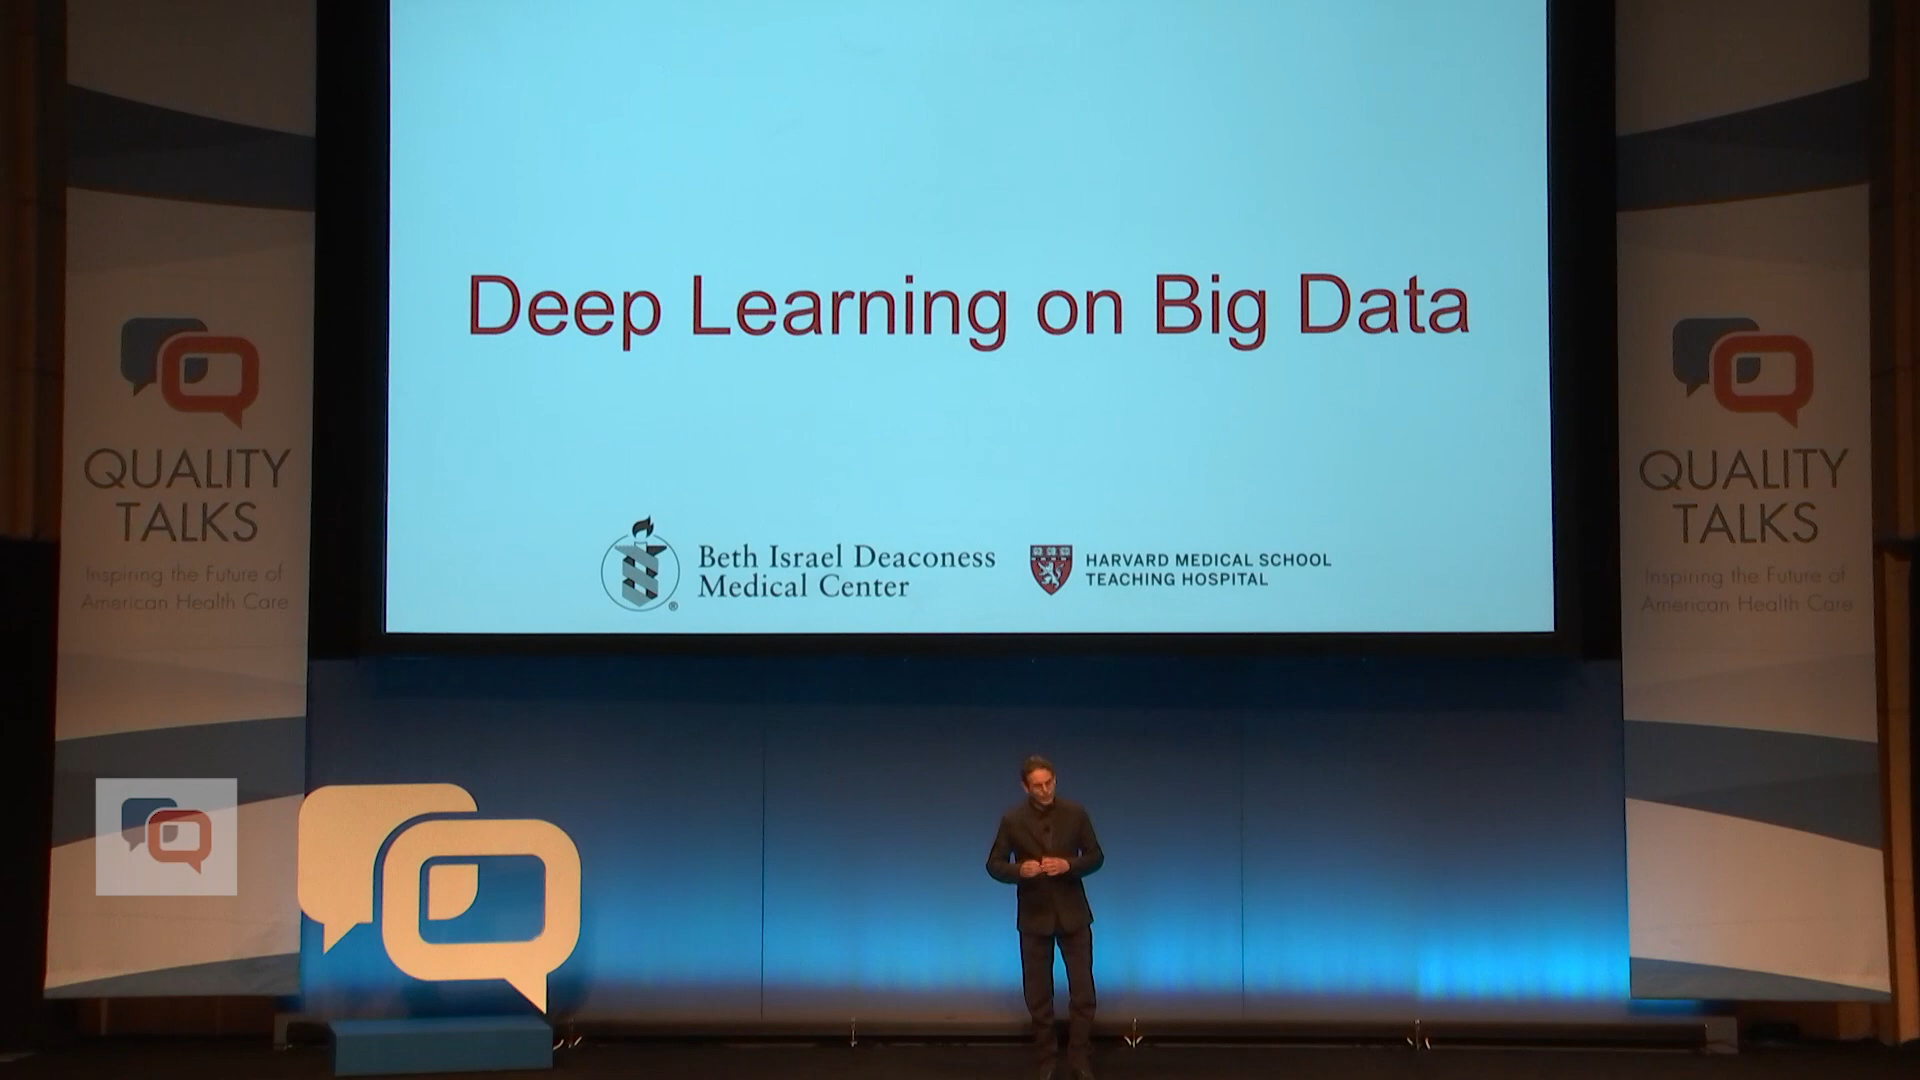 Deep Learning on Big Data
Beth Israel Deaconess
Medical Center
®
HARVARD MEDICAL SCHOOL
TEACHING HOSPITAL
QUALITY
TALKS
Inspiring the Future of
American Health Care
QUALITY
TALKS
Inspiring the Future of
American Health Care